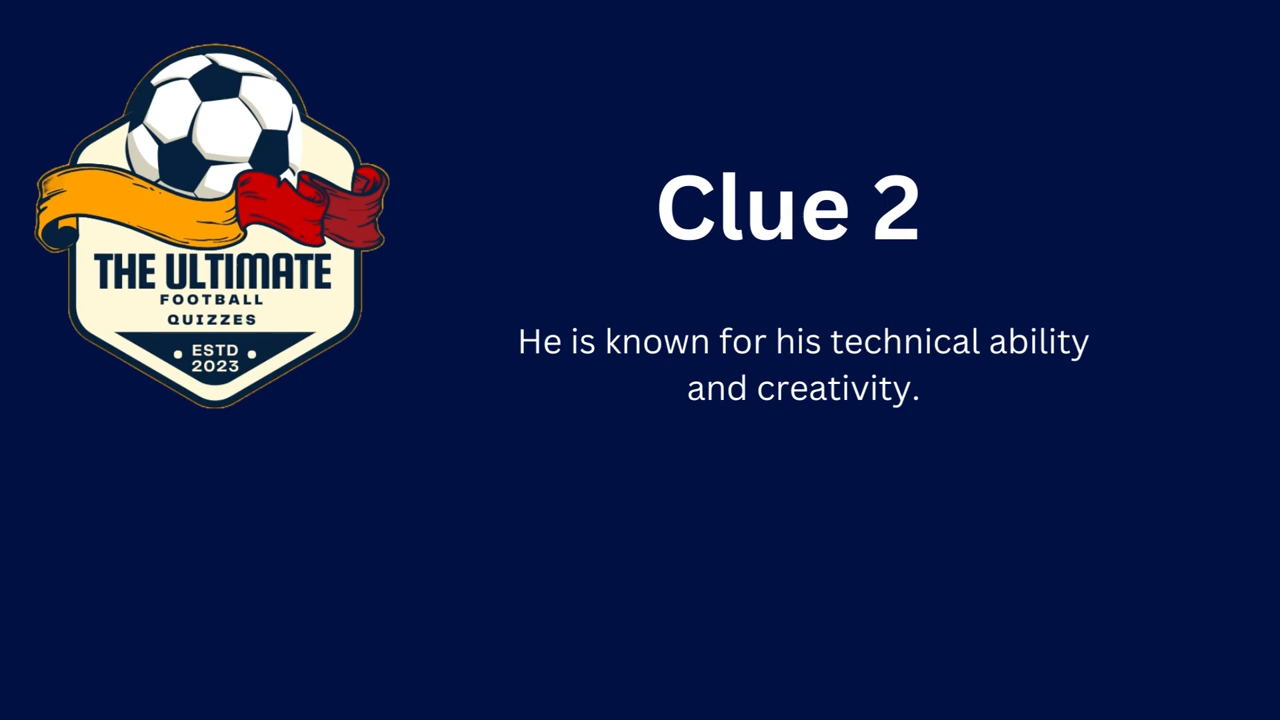 THE ULTIMATE
FOOTBALL
QUIZZES
ESTD
2023
Clue 2
He is known for his technical ability
and creativity.